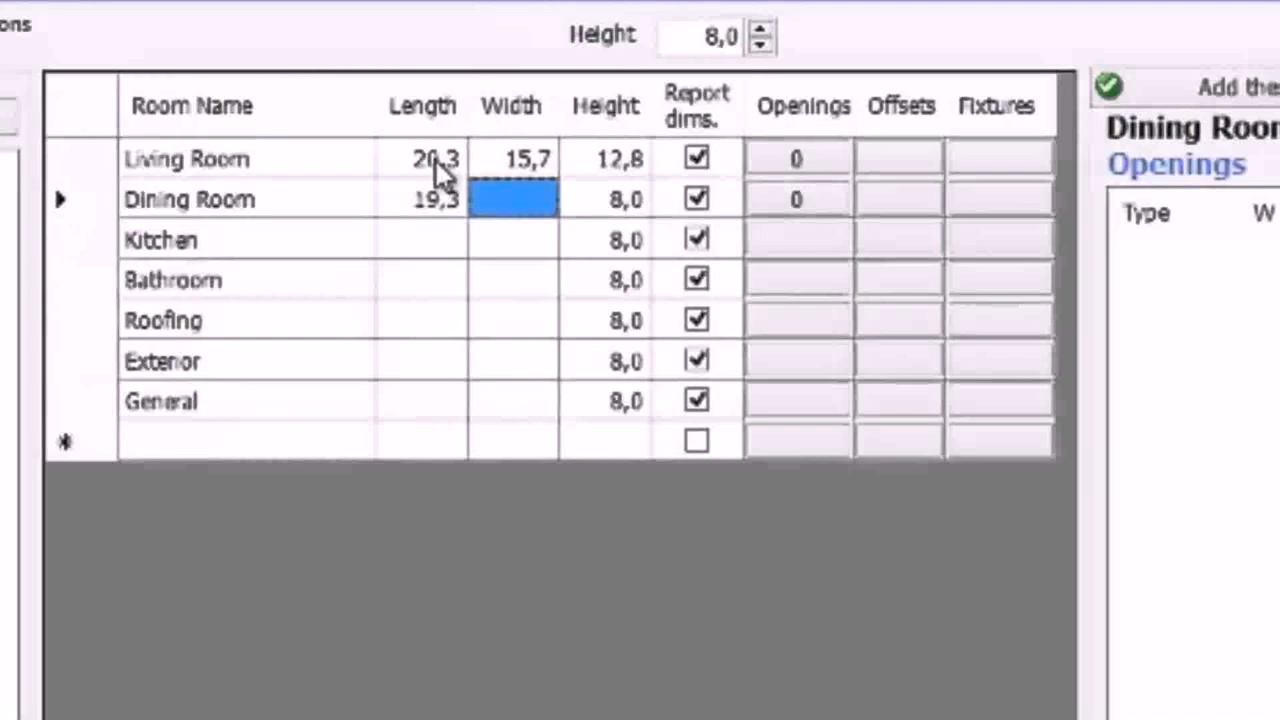 ons
Height 8,0
Room Name Length Width Height Report dims. Openings Offsets Fixtures
Living Room 20,3 15,7 12,8 0
Dining Room 19,3 8,0 0
Kitchen 8,0
Bathroom 8,0
Roofing 8,0
Exterior 8,0
General 8,0
Add the
Dining Roo
Openings
Type W